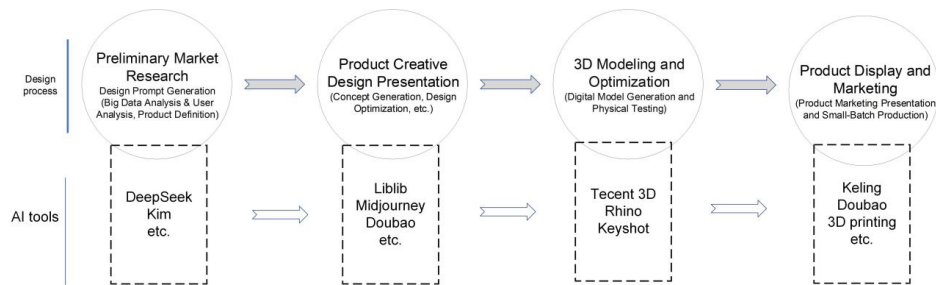 Design
process
Preliminary Market
Research
Design Prompt Generation
(Big Data Analysis & User
Analysis, Product Definition)
Product Creative
Design Presentation
(Concept Generation, Design
Optimization, etc.)
3D Modeling and
Optimization
(Digital Model Generation and
Physical Testing)
Product Display and
Marketing
(Product Marketing Presentation
and Small-Batch Production)
AI tools
DeepSeek
Kim
etc.
Liblib
Midjourney
Doubao
etc.
Tecent 3D
Rhino
Keyshot
Keling
Doubao
3D printing
etc.